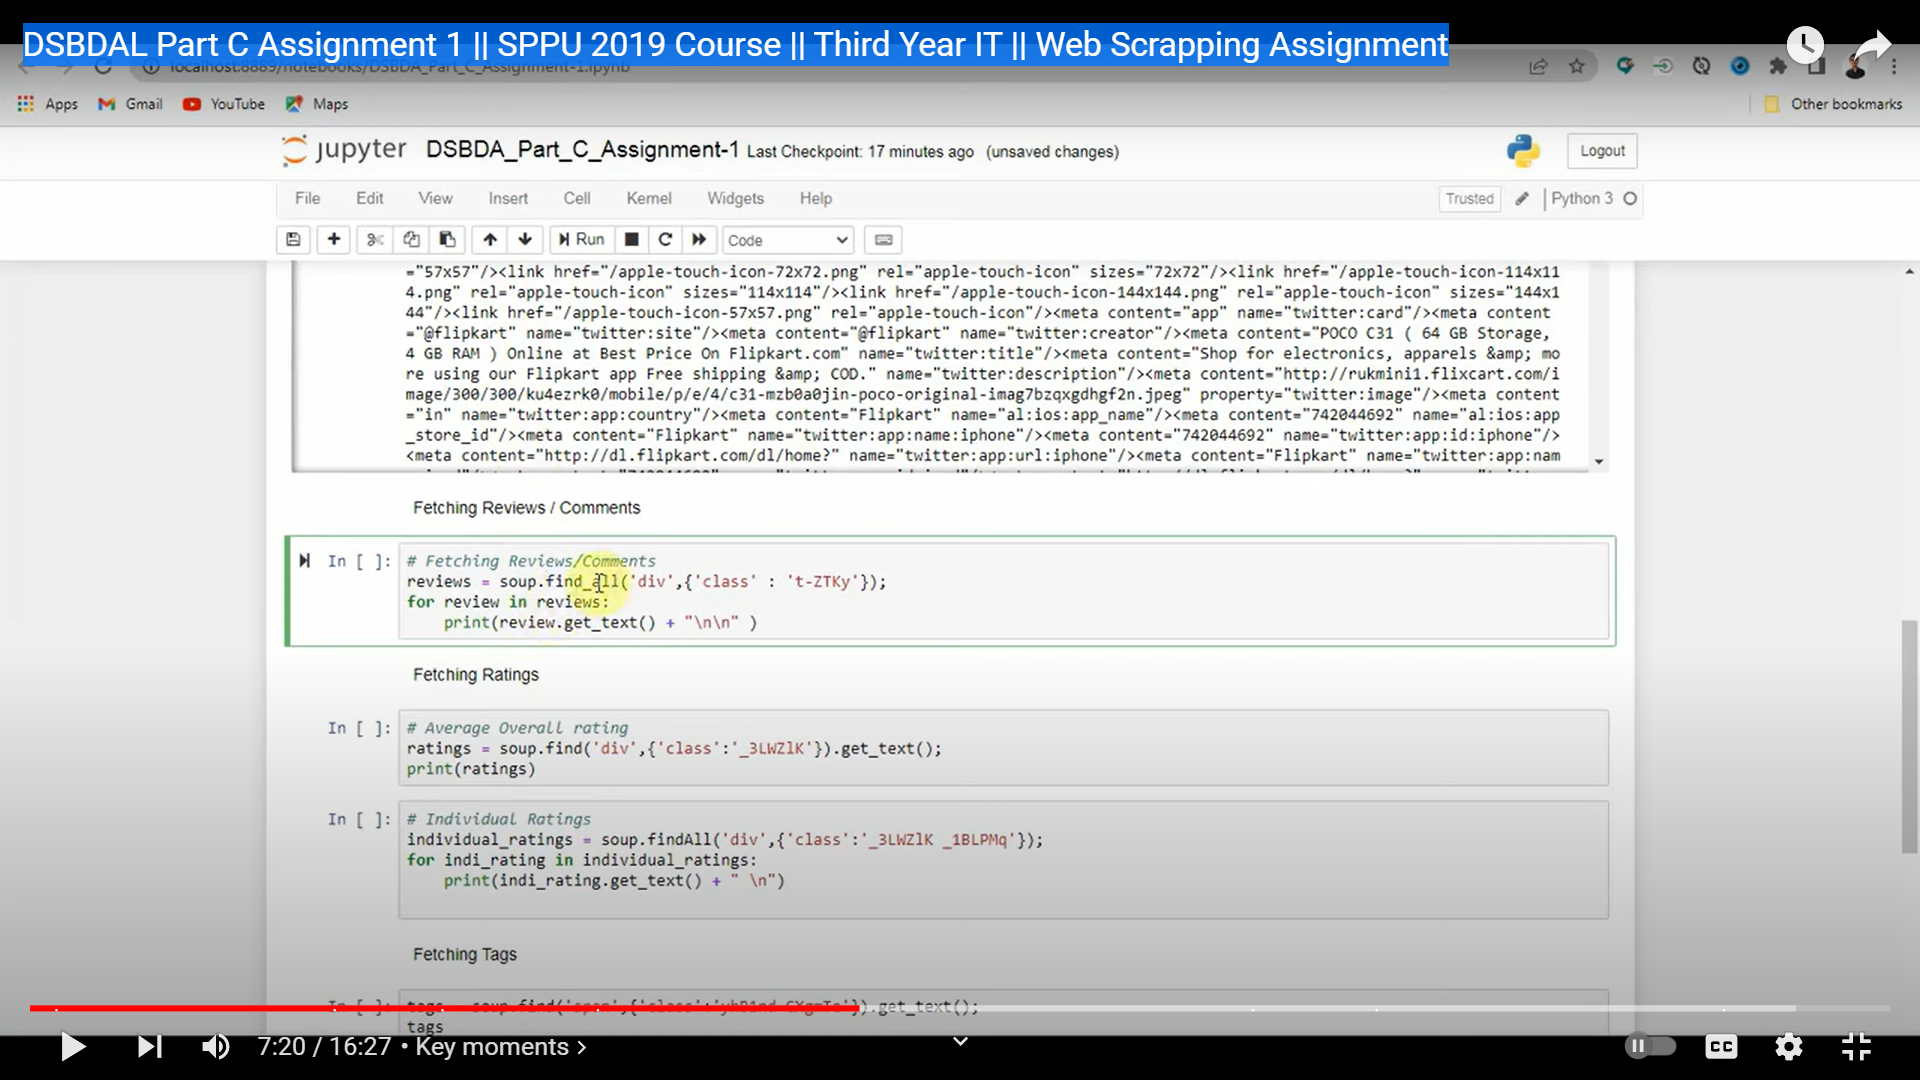 DSBDAL Part C Assignment 1 || SPPU 2019 Course || Third Year IT || Web Scrapping Assignment
localhost:8889/notebooks/DSBDA_Part_C_Assignment-1.ipynb
Apps Gmail YouTube Maps Other bookmarks
jupyter DSBDA_Part_C_Assignment-1 Last Checkpoint: 17 minutes ago (unsaved changes) Logout
File Edit View Insert Cell Kernel Widgets Help Trusted Python 3
Run Code
="57x57"/><link href="/apple-touch-icon-72x72.png" rel="apple-touch-icon" sizes="72x72"/><link href="/apple-touch-icon-114x11
4.png" rel="apple-touch-icon" sizes="114x114"/><link href="/apple-touch-icon-144x144.png" rel="apple-touch-icon" sizes="144x1
44"/><link href="/apple-touch-icon-57x57.png" rel="apple-touch-icon"/><meta content="app" name="twitter:card"/><meta content
="@flipkart" name="twitter:site"/><meta content="@flipkart" name="twitter:creator"/><meta content="POCO C31 ( 64 GB Storage,
4 GB RAM ) Online at Best Price On Flipkart.com" name="twitter:title"/><meta content="Shop for electronics, apparels &amp; mo
re using our Flipkart app Free shipping &amp; COD." name="twitter:description"/><meta content="http://rukmini1.flixcart.com/i
mage/300/300/ku4ezrk0/mobile/p/e/4/c31-mzb0a0jin-poco-original-imag7bzqxgdhgf2n.jpeg" property="twitter:image"/><meta content
="in" name="twitter:app:country"/><meta content="Flipkart" name="al:ios:app_name"/><meta content="742044692" name="al:ios:app
_store_id"/><meta content="Flipkart" name="twitter:app:name:iphone"/><meta content="742044692" name="twitter:app:id:iphone"/>
<meta content="http://dl.flipkart.com/dl/home?" name="twitter:app:url:iphone"/><meta content="Flipkart" name="twitter:app:nam
Fetching Reviews / Comments
In [ ]: # Fetching Reviews/Comments
reviews = soup.find_all('div',{'class' : 't-ZTKy'});
for review in reviews:
print(review.get_text() + "\n\n" )
Fetching Ratings
In [ ]: # Average Overall rating
ratings = soup.find('div',{'class':'_3LWZlK'}).get_text();
print(ratings)
In [ ]: # Individual Ratings
individual_ratings = soup.findAll('div',{'class':'_3LWZlK _1BLPMq'});
for indi_rating in individual_ratings:
print(indi_rating.get_text() + " \n")
Fetching Tags
In [ ]: tags = soup.find('span',{'class': .get_text();
tags
7:20 / 16:27 • Key moments ›
CC